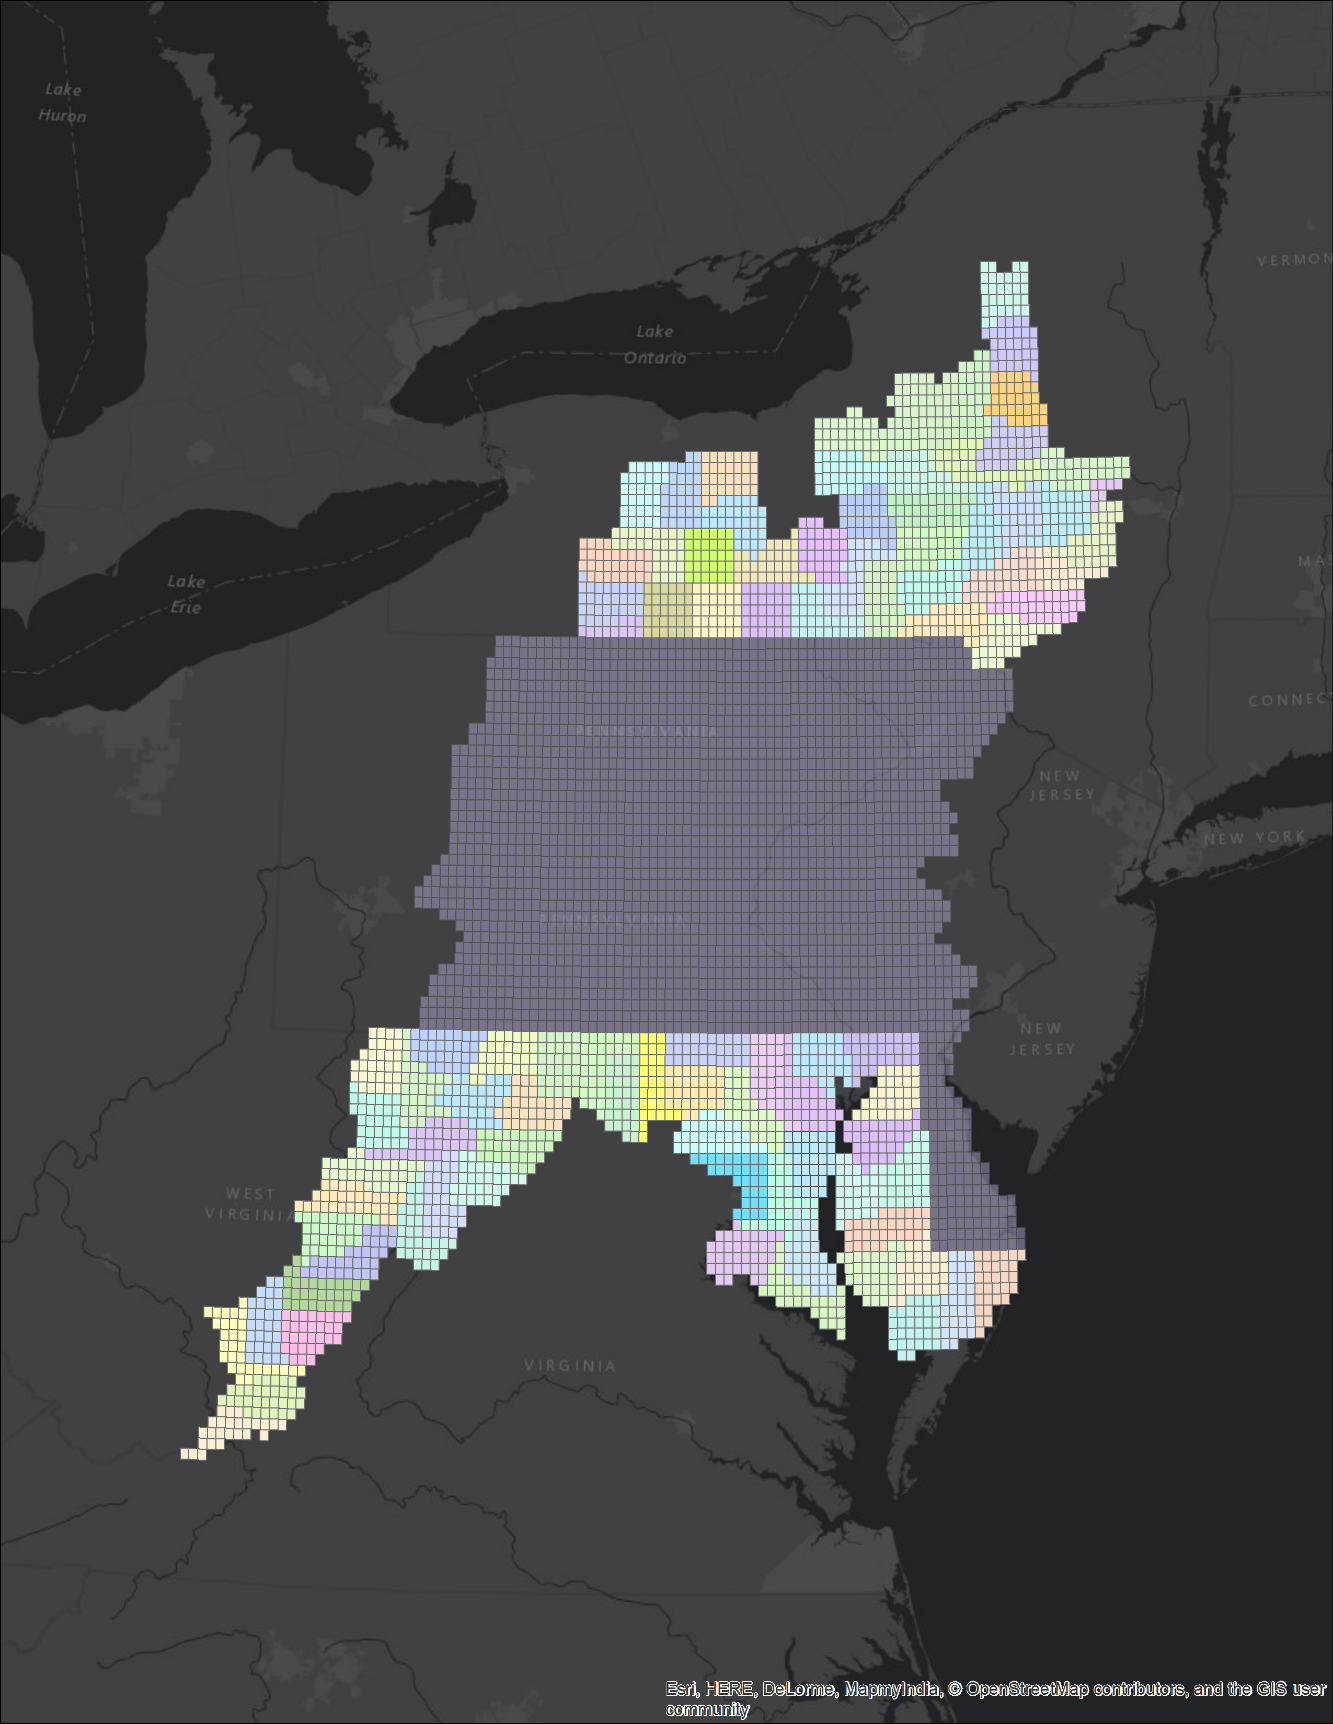 Lake
Huron
VERMON
Lake
Ontario
MAS
Lake
Erie
CONNEC
PENNSYLVANIA
NEW
JERSEY
NEW YORK
PENNSYLVANIA
NEW
JERSEY
WEST
VIRGINIA
VIRGINIA
Esri, HERE, DeLorme, MapmyIndia, © OpenStreetMap contributors, and the GIS user
community